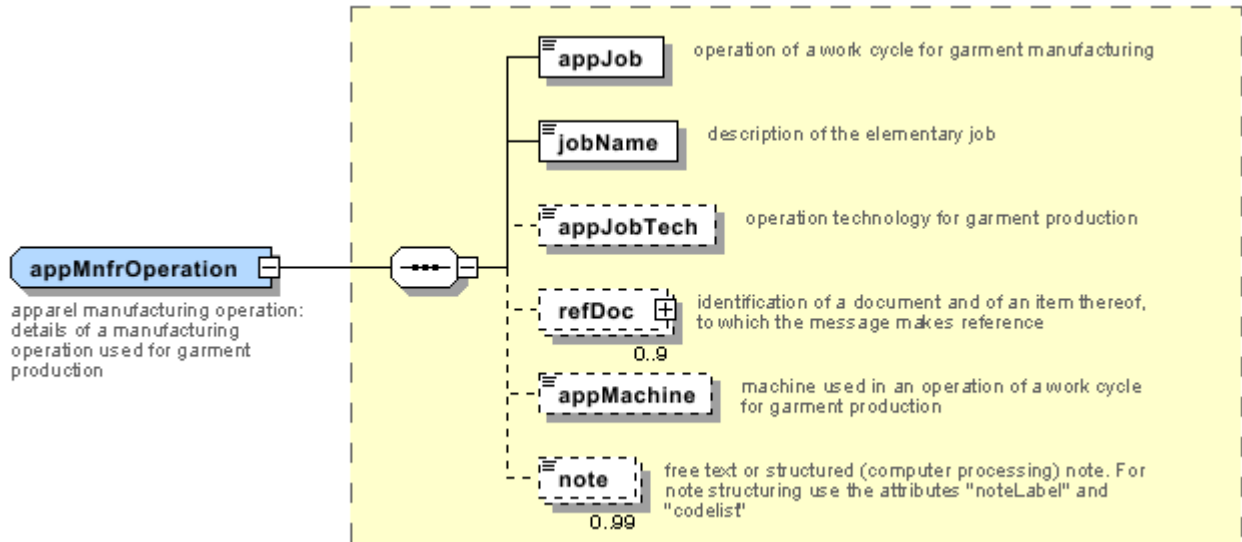 appJob
operation of a work cycle for garment manufacturing
jobName
description of the elementary job
appJobTech
operation technology for garment production
appMnfrOperation
apparel manufacturing operation:
details of a manufacturing
operation used for garment
production
refDoc
identification of a document and of an item thereof,
to which the message makes reference
0..9
appMachine
machine used in an operation of a work cycle
for garment production
note
free text or structured (computer processing) note. For
note structuring use the attributes "noteLabel" and
"codelist"
0..99